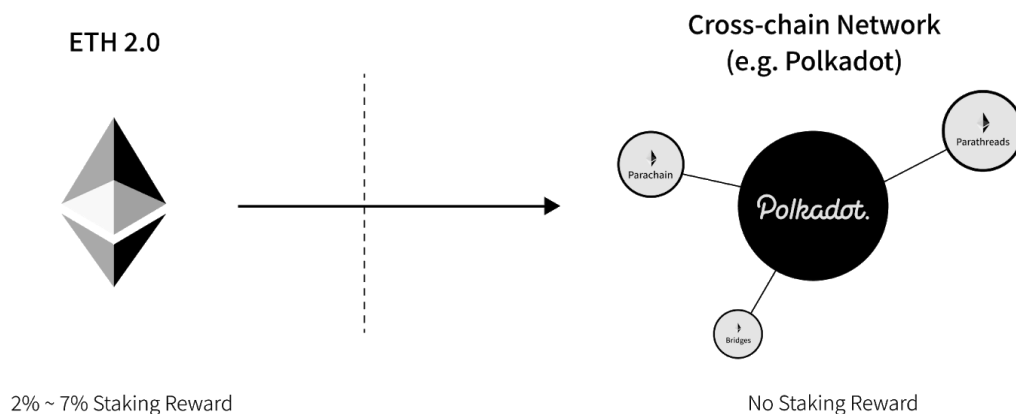 ETH 2.0
Cross-chain Network
(e.g. Polkadot)
Parachain
Parathreads
Polkadot.
Bridges
2% ~ 7% Staking Reward
No Staking Reward